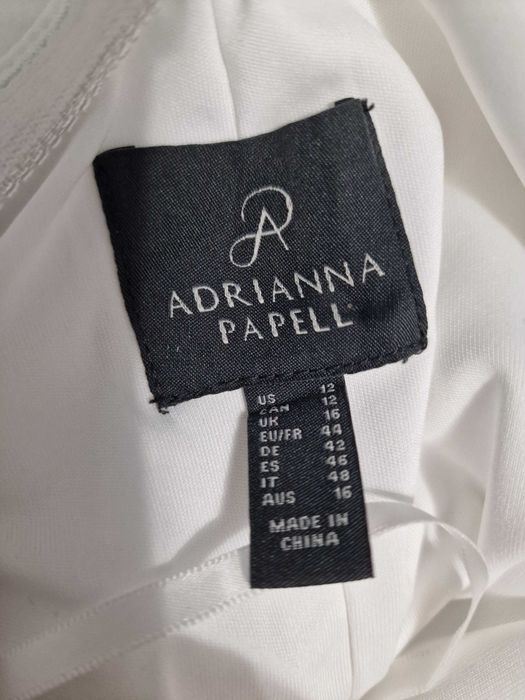 ADRIANNA
PAPELL
US 12
CAN 12
UK 16
EU/FR 44
DE 42
ES 46
IT 48
AUS 16
MADE IN
CHINA